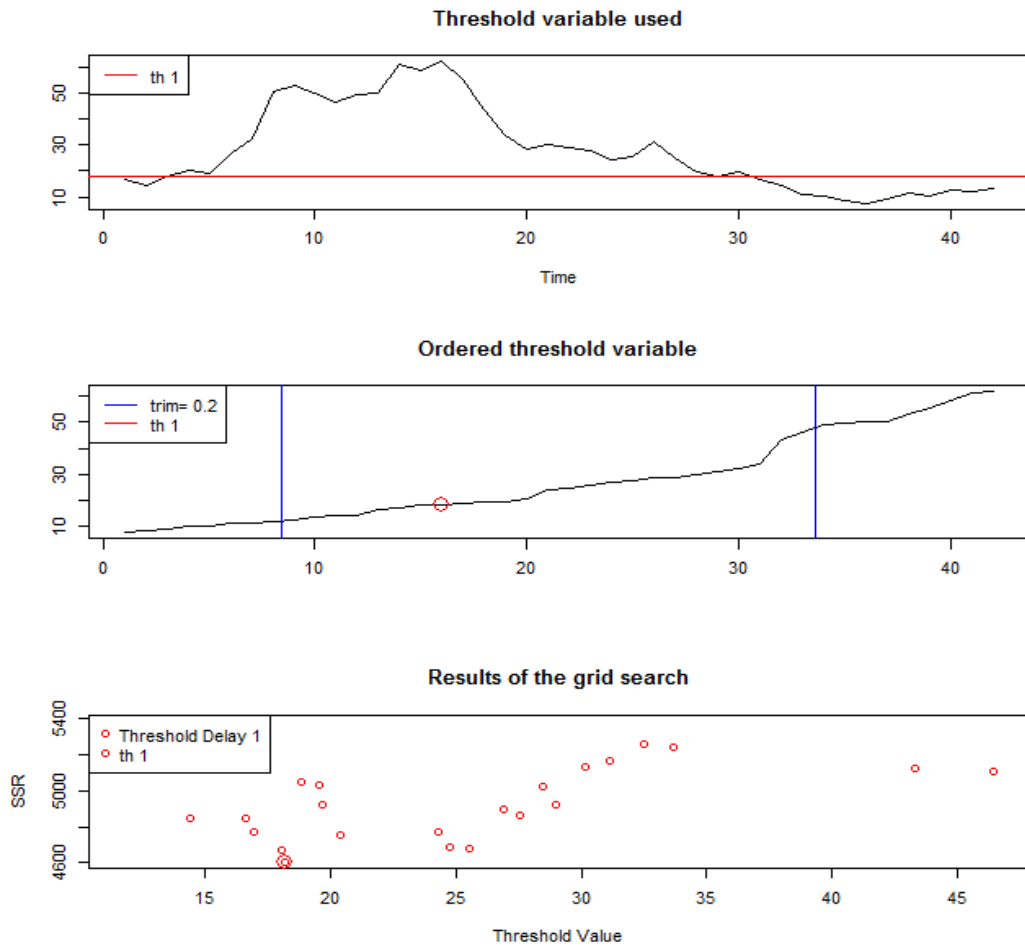 Threshold variable used
th 1
10 30 50
0 10 20 30 40
Time
Ordered threshold variable
trim= 0.2
th 1
10 30 50
0 10 20 30 40
Results of the grid search
Threshold Delay 1
th 1
SSR
4600 5000 5400
15 20 25 30 35 40 45
Threshold Value